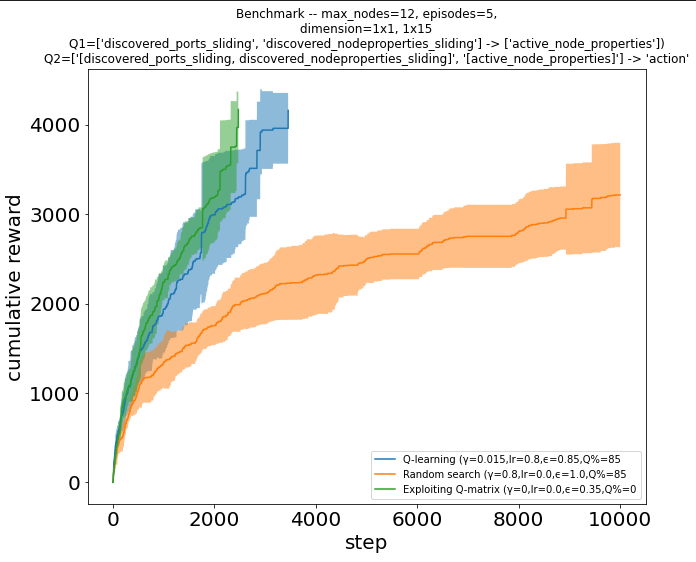 Benchmark -- max_nodes=12, episodes=5,
dimension=1x1, 1x15
Q1=['discovered_ports_sliding', 'discovered_nodeproperties_sliding'] -> ['active_node_properties'])
Q2=['[discovered_ports_sliding, discovered_nodeproperties_sliding]', '[active_node_properties]'] -> 'action'
cumulative reward
4000
3000
2000
1000
0
Q-learning (γ=0.015,lr=0.8,ϵ=0.85,Q%=85
Random search (γ=0.8,lr=0.0,ϵ=1.0,Q%=85
Exploiting Q-matrix (γ=0,lr=0.0,ϵ=0.35,Q%=0
0 2000 4000 6000 8000 10000
step